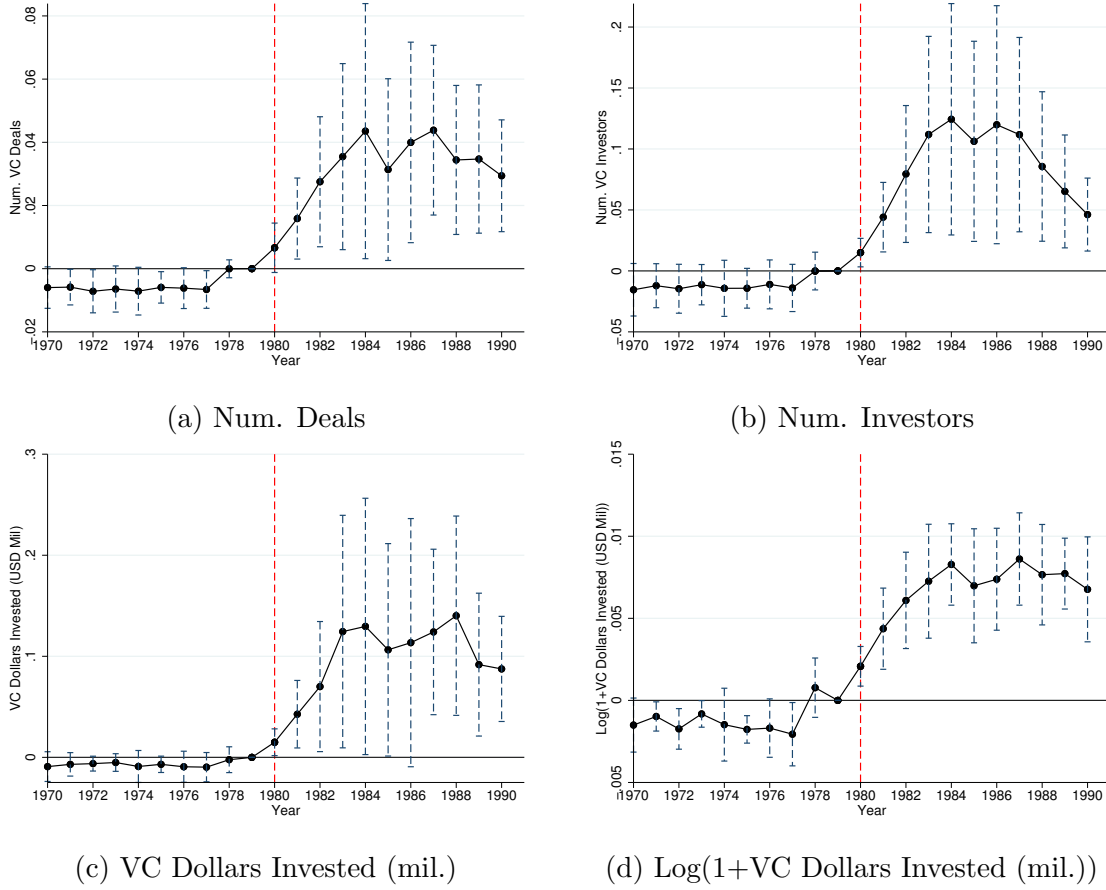 Num. VC Deals
.08
.06
.04
.02
0
-.02
1970 1972 1974 1976 1978 1980 1982 1984 1986 1988 1990
Year
(a) Num. Deals
Num. VC Investors
.2
.15
.1
.05
0
-.05
1970 1972 1974 1976 1978 1980 1982 1984 1986 1988 1990
Year
(b) Num. Investors
VC Dollars Invested (USD Mil)
.3
.2
.1
0
1970 1972 1974 1976 1978 1980 1982 1984 1986 1988 1990
Year
(c) VC Dollars Invested (mil.)
Log(1+VC Dollars Invested (USD Mil))
.015
.01
.005
0
-.005
1970 1972 1974 1976 1978 1980 1982 1984 1986 1988 1990
Year
(d) Log(1+VC Dollars Invested (mil.))